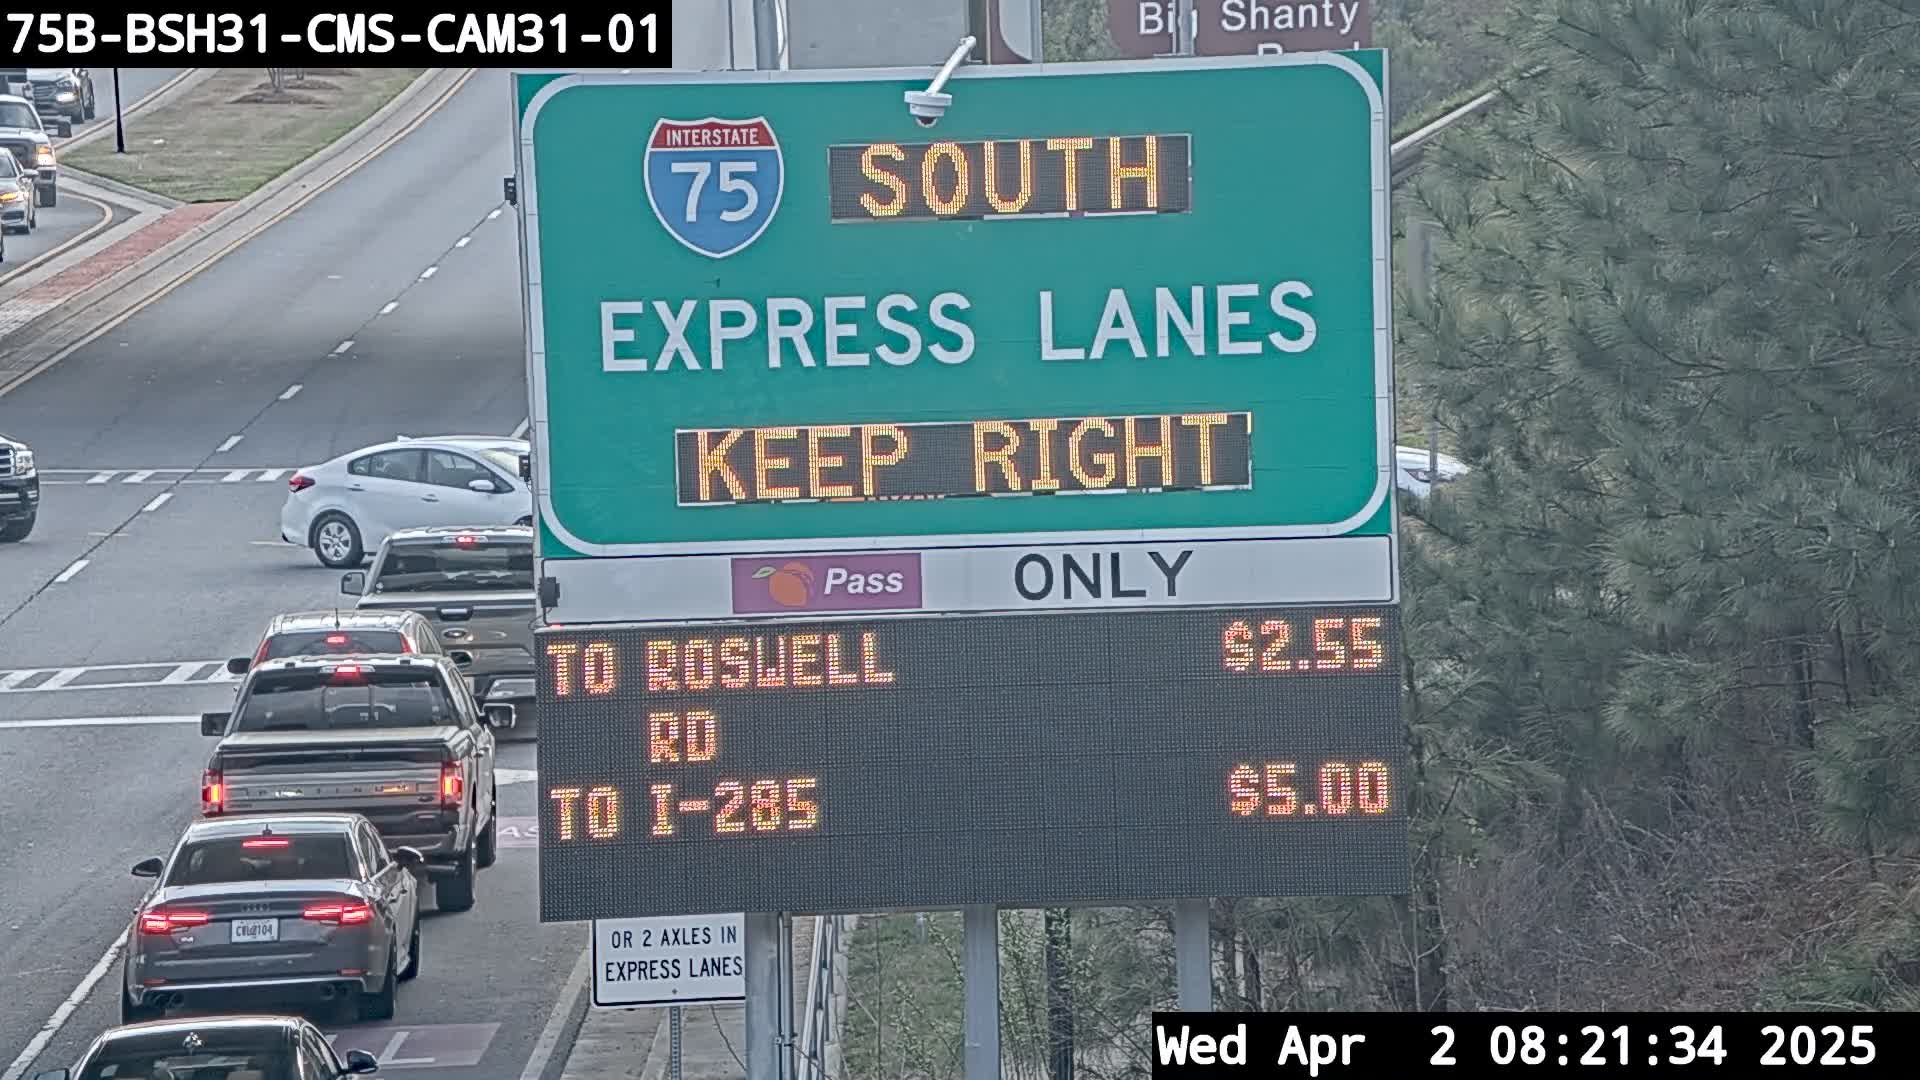 75B-BSH31-CMS-CAM31-01
Big Shanty
Road
INTERSTATE
75
SOUTH
EXPRESS LANES
KEEP RIGHT
Pass ONLY
TO ROSWELL $2.55
RD
TO I-285 $5.00
OR 2 AXLES IN
EXPRESS LANES
PLATINUM
Wed Apr 2 08:21:34 2025